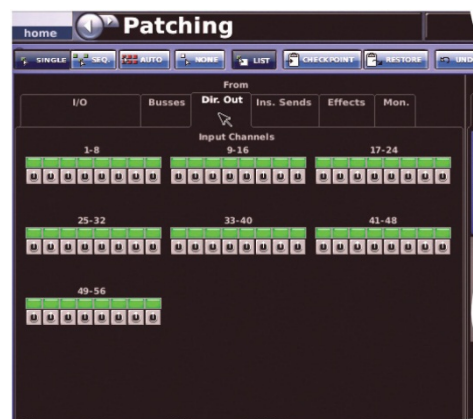 home Patching
SINGLE SEQ. AUTO NONE LIST CHECKPOINT RESTORE UND
From
I/O Busses Dir. Out Ins. Sends Effects Mon.
Input Channels
1-8 9-16 17-24
25-32 33-40 41-48
49-56